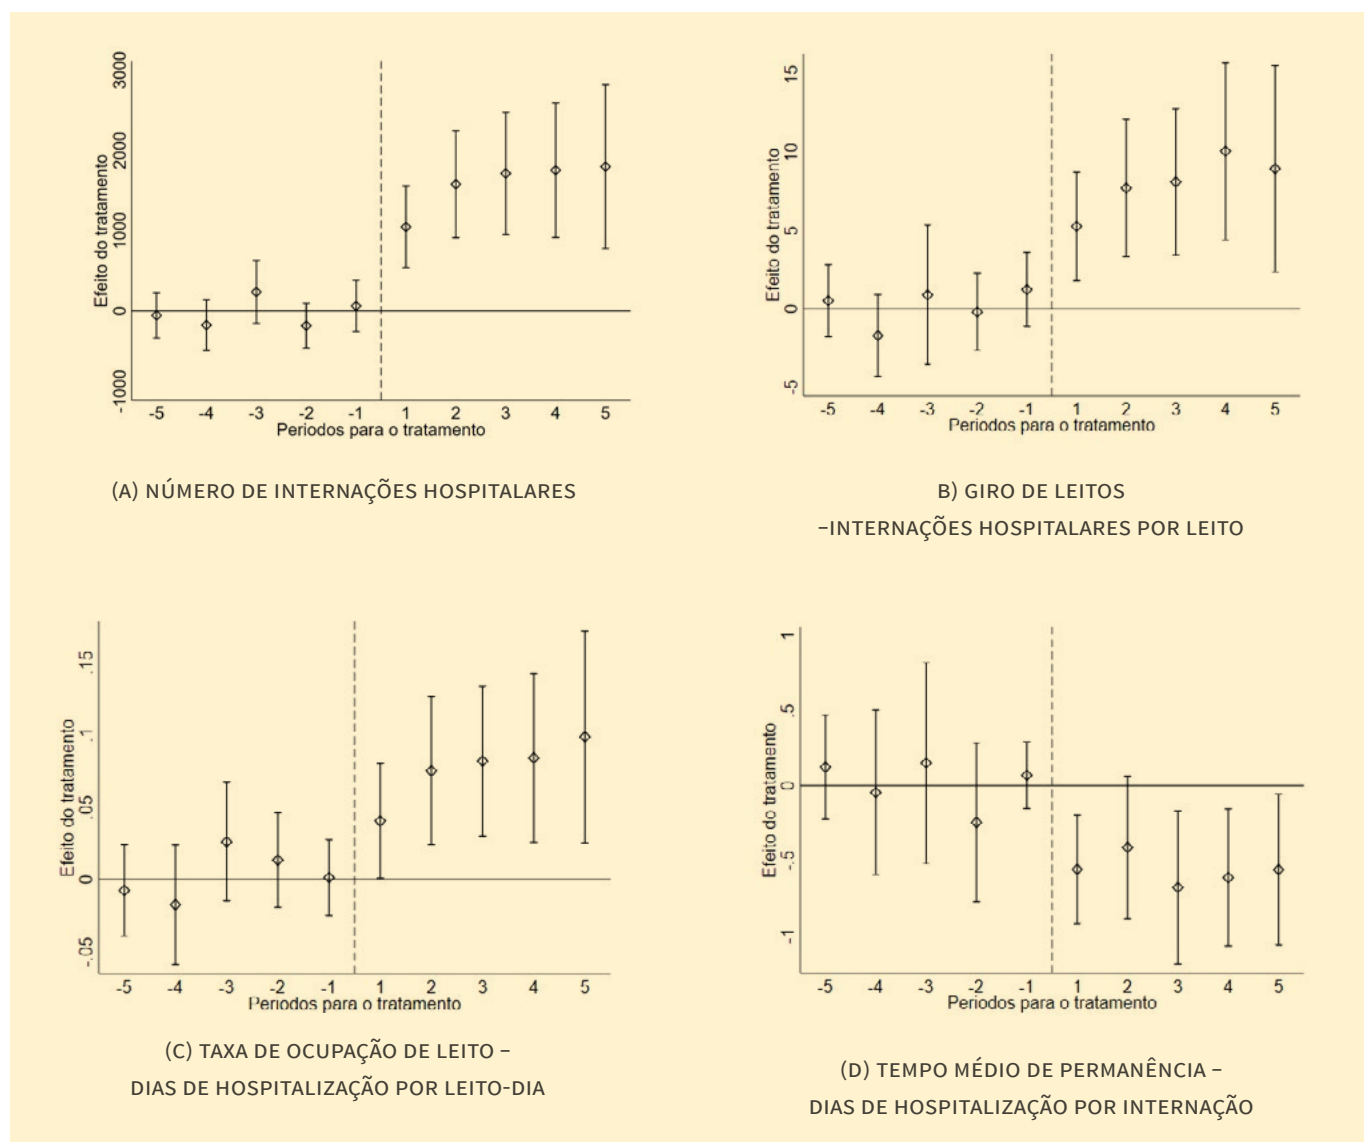 Efeito do tratamento
3000
2000
1000
0
-1000
-5 -4 -3 -2 -1 1 2 3 4 5
Periodos para o tratamento
(A) NÚMERO DE INTERNAÇÕES HOSPITALARES
Efeito do tratamento
15
10
5
0
-5
-5 -4 -3 -2 -1 1 2 3 4 5
Periodos para o tratamento
B) GIRO DE LEITOS
–INTERNAÇÕES HOSPITALARES POR LEITO
Efeito do tratamento
.15
.1
.05
0
-.05
-5 -4 -3 -2 -1 1 2 3 4 5
Periodos para o tratamento
(C) TAXA DE OCUPAÇÃO DE LEITO –
DIAS DE HOSPITALIZAÇÃO POR LEITO-DIA
Efeito do tratamento
1
.5
0
-.5
-1
-5 -4 -3 -2 -1 1 2 3 4 5
Periodos para o tratamento
(D) TEMPO MÉDIO DE PERMANÊNCIA –
DIAS DE HOSPITALIZAÇÃO POR INTERNAÇÃO